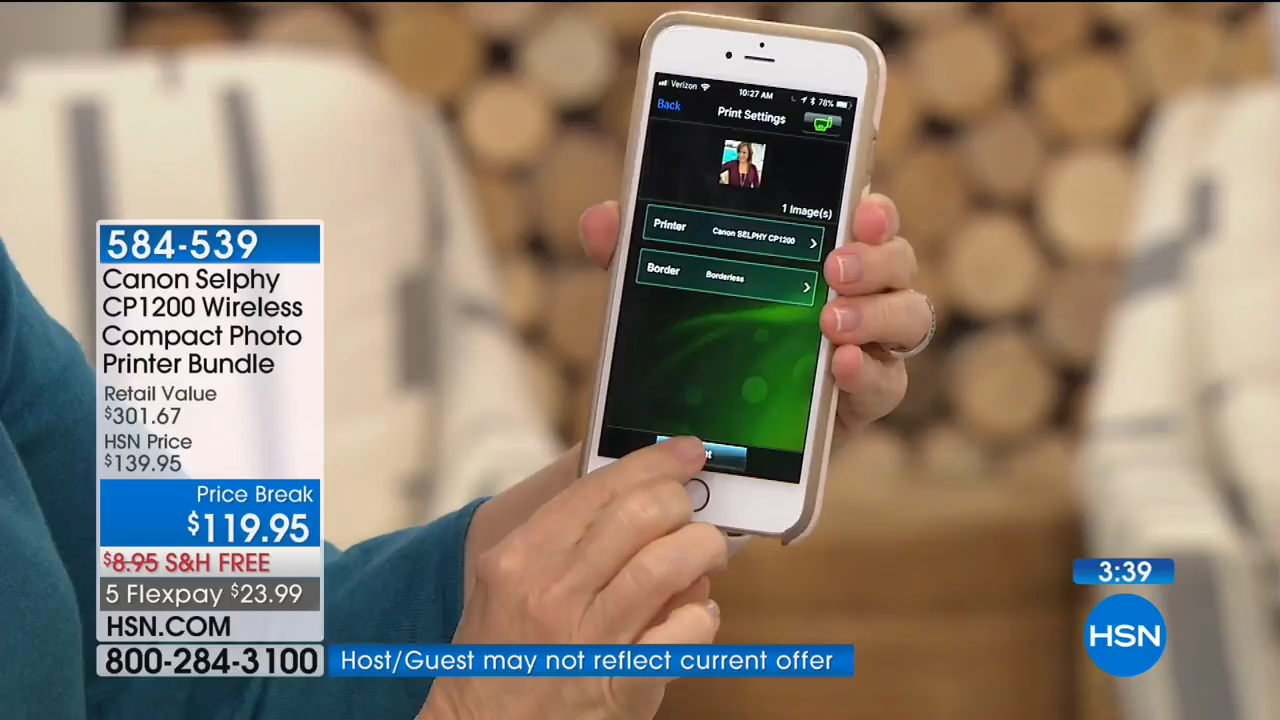 Verizon 10:27 AM 78%
Back Print Settings
1 Image(s)
Printer Canon SELPHY CP1200
Border Borderless
584-539
Canon Selphy
CP1200 Wireless
Compact Photo
Printer Bundle
Retail Value
$301.67
HSN Price
$139.95
Price Break
$119.95
$8.95 S&H FREE
5 Flexpay $23.99
HSN.COM
800-284-3100
Host/Guest may not reflect current offer
3:39
HSN